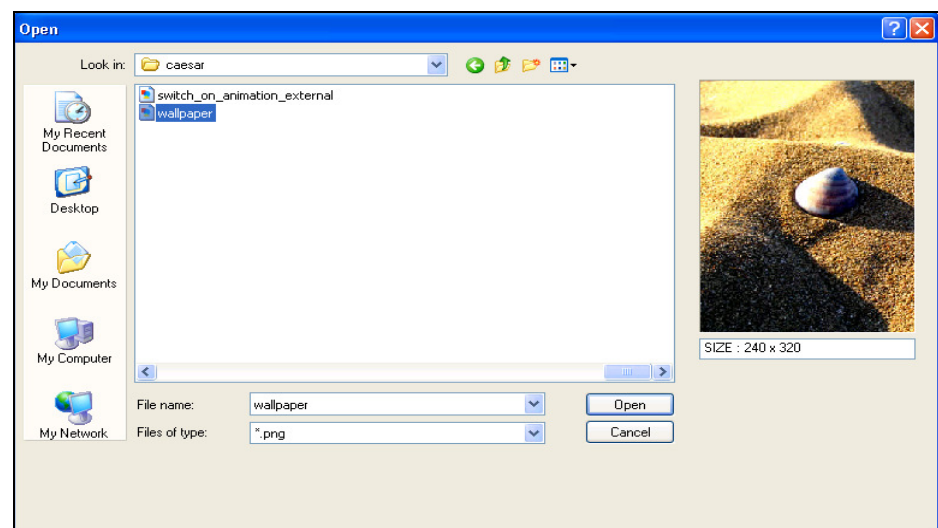 Open
Look in:
caesar
switch_on_animation_external
wallpaper
My Recent
Documents
Desktop
My Documents
My Computer
My Network
SIZE : 240 x 320
File name:
wallpaper
Open
Files of type:
*.png
Cancel